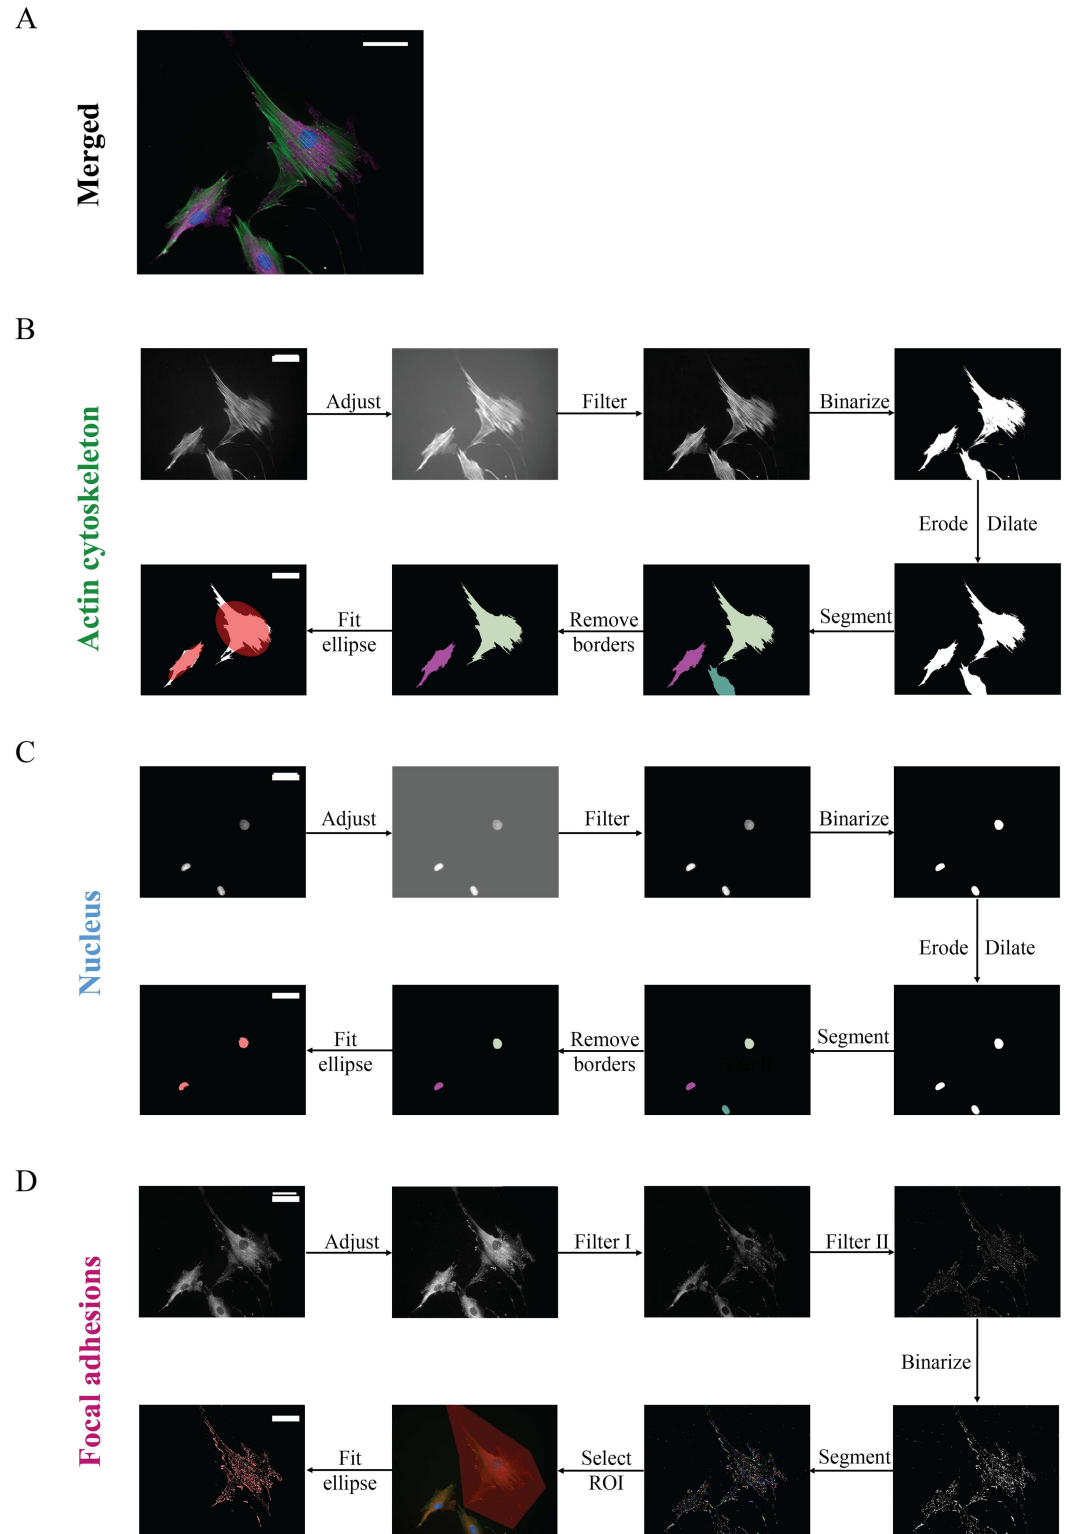 A
Merged
B
Actin cytoskeleton
Adjust
Filter
Binarize
Erode Dilate
Segment
Remove
borders
Fit
ellipse
C
Nucleus
Adjust
Filter
Binarize
Erode Dilate
Segment
Remove
borders
Fit
ellipse
D
Focal adhesions
Adjust
Filter I
Filter II
Binarize
Segment
Select
ROI
Fit
ellipse